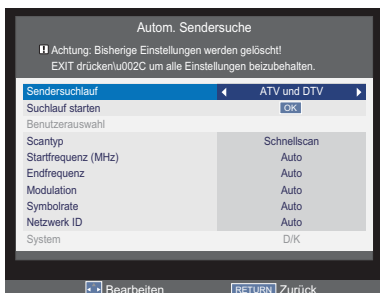 Autom. Sendersuche
Achtung: Bisherige Einstellungen werden gelöscht!
EXIT drücken\u002C um alle Einstellungen beizubehalten.
Sendersuchlauf ATV und DTV
Suchlauf starten OK
Benutzerauswahl
Scantyp Schnellscan
Startfrequenz (MHz) Auto
Endfrequenz Auto
Modulation Auto
Symbolrate Auto
Netzwerk ID Auto
System D/K
Bearbeiten RETURN Zurück